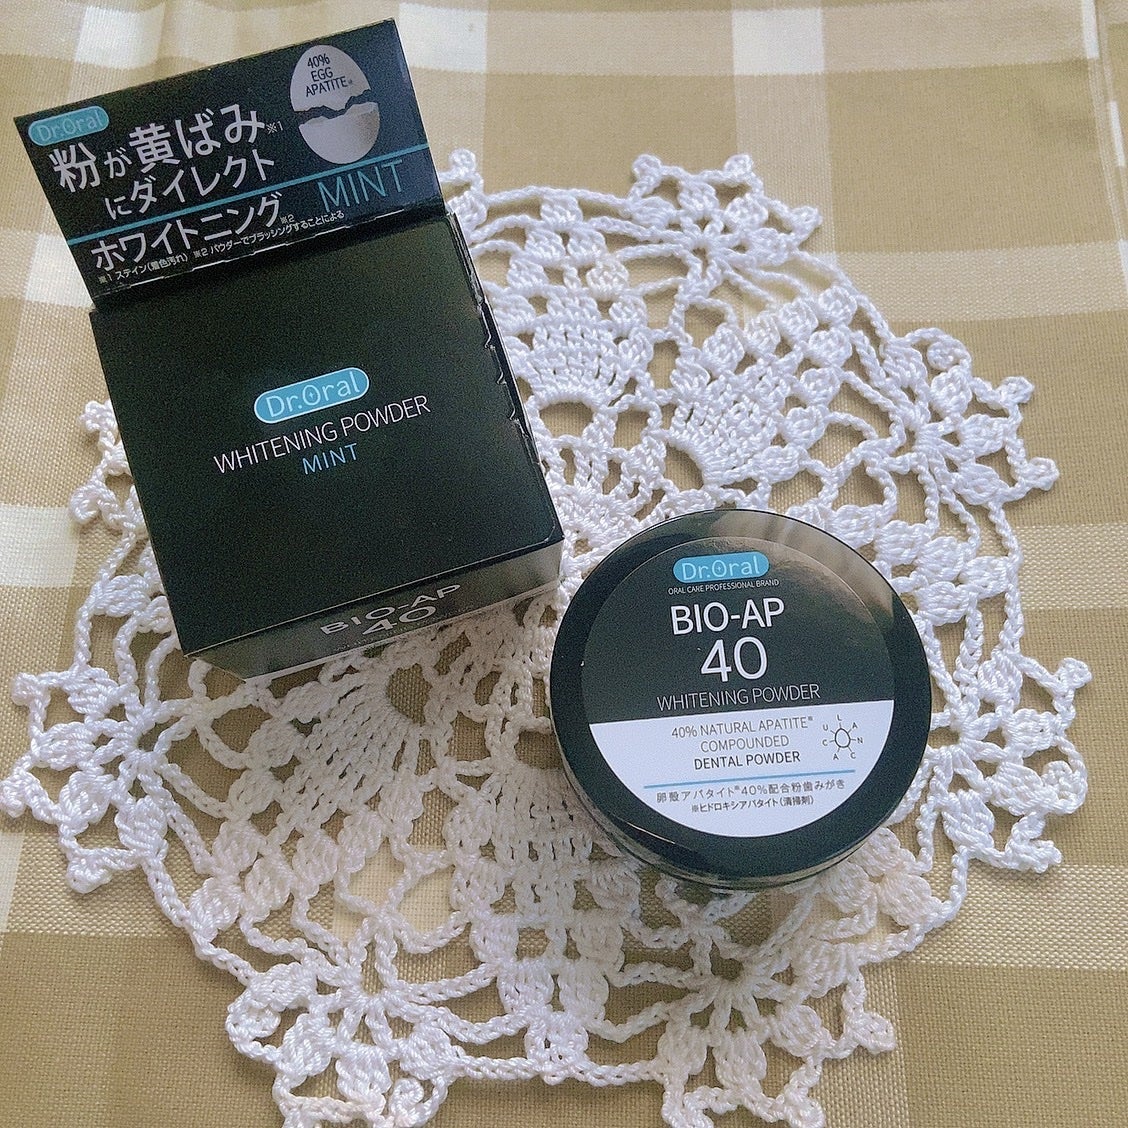 40%
EGG
APATITE※
Dr.Oral
粉が黄ばみ※1
にダイレクト
ホワイトニング※2
MINT
※1 ステイン(着色汚れ) ※2 パウダーでブラッシングすることによる
Dr.Oral
WHITENING POWDER
MINT
BIO-AP
40
Dr.Oral
ORAL CARE PROFESSIONAL BRAND
BIO-AP
40
WHITENING POWDER
40% NATURAL APATITE※
COMPOUNDED
DENTAL POWDER
卵殻アパタイト※40%配合粉歯みがき
※ヒドロキシアパタイト(清掃剤)